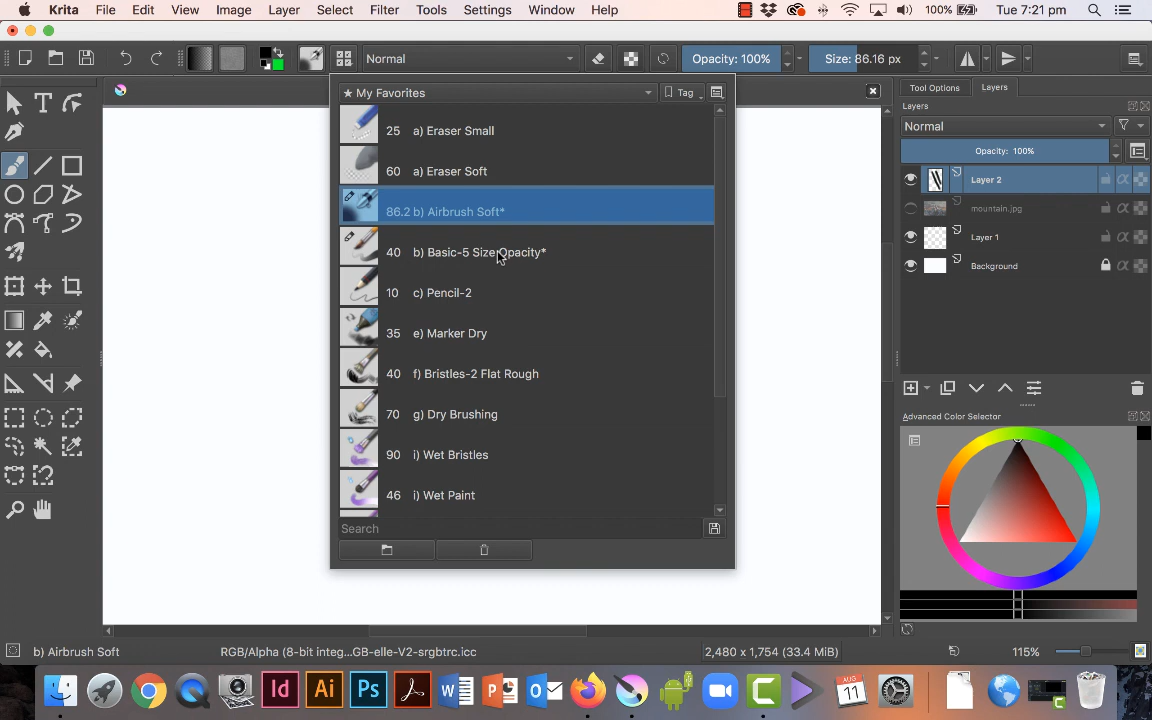 Krita File Edit View Image Layer Select Filter Tools Settings Window Help 100% Tue 7:21 pm
Normal Opacity: 100% Size: 86.16 px
My Favorites Tag
25 a) Eraser Small
60 a) Eraser Soft
86.2 b) Airbrush Soft*
40 b) Basic-5 Size Opacity*
10 c) Pencil-2
35 e) Marker Dry
40 f) Bristles-2 Flat Rough
70 g) Dry Brushing
90 i) Wet Bristles
46 i) Wet Paint
Search
Tool Options Layers
Layers
Normal
Opacity: 100%
Layer 2
mountain.jpg
Layer 1
Background
Advanced Color Selector
b) Airbrush Soft RGB/Alpha (8-bit integ...GB-elle-V2-srgbtrc.icc 2,480 x 1,754 (33.4 MiB) 115%
Id Ai Ps W P
AUG
11